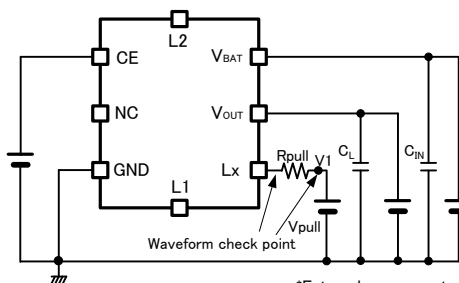 L2
CE
VBAT
NC
VOUT
Rpull
V1
CL
CIN
GND
Lx
L1
Vpull
Waveform check point